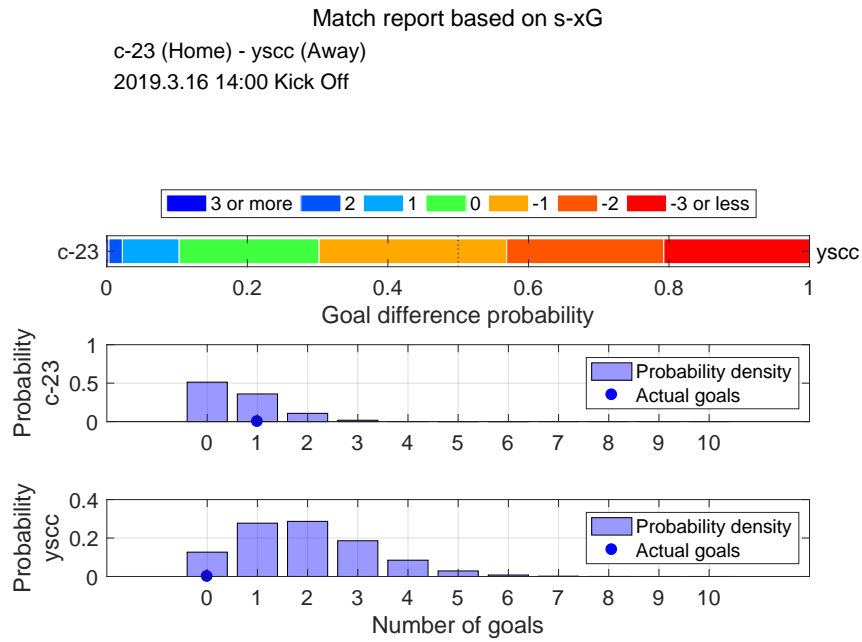 Match report based on s-xG
c-23 (Home) - yscc (Away)
2019.3.16 14:00 Kick Off
3 or more 2 1 0 -1 -2 -3 or less
c-23 yscc
0 0.2 0.4 0.6 0.8 1
Goal difference probability
Probability
c-23
1
0.5
0
Probability density
Actual goals
0 1 2 3 4 5 6 7 8 9 10
Probability
yscc
0.4
0.2
0
Probability density
Actual goals
0 1 2 3 4 5 6 7 8 9 10
Number of goals